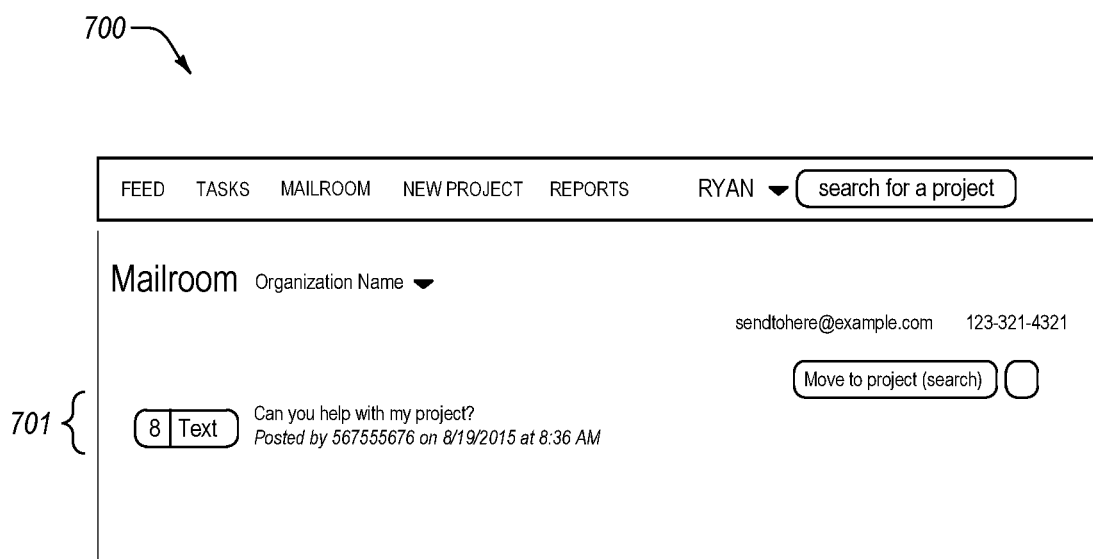 700
FEED TASKS MAILROOM NEW PROJECT REPORTS RYAN search for a project
Mailroom Organization Name
sendtohere@example.com 123-321-4321
Move to project (search)
701
8 Text Can you help with my project?
Posted by 567555676 on 8/19/2015 at 8:36 AM